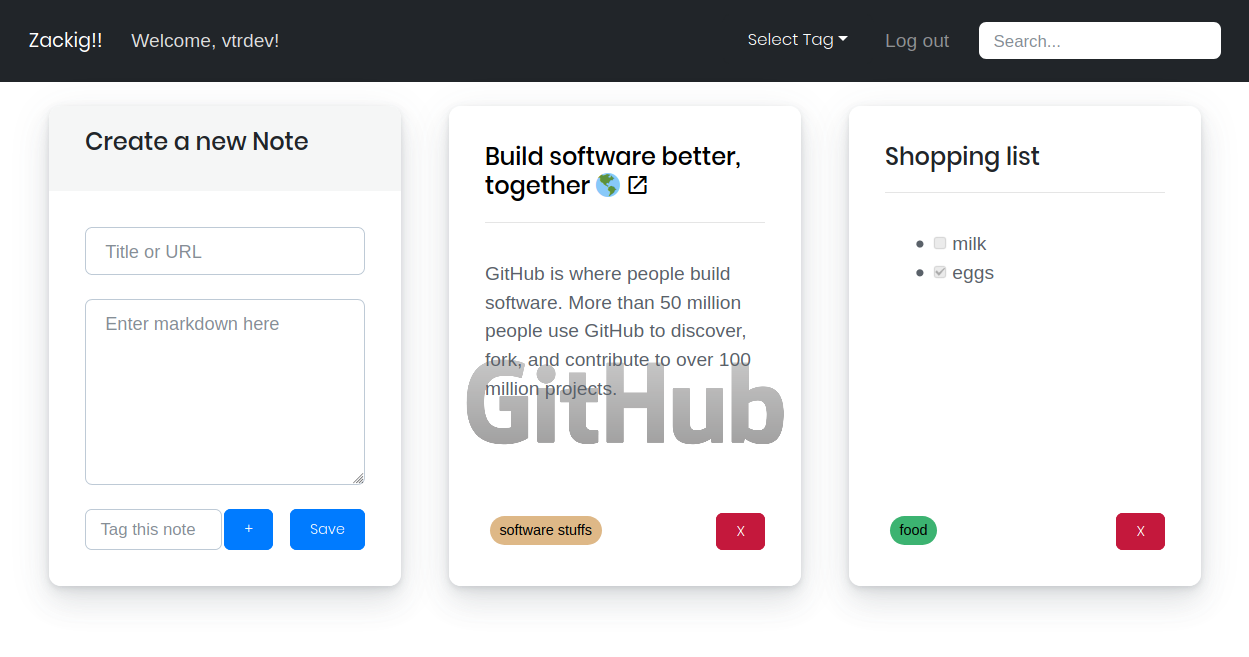 Zackig!! Welcome, vtrdev! Select Tag Log out Search...
Create a new Note
Title or URL
Enter markdown here
Tag this note + Save
Build software better,
together
GitHub is where people build
software. More than 50 million
people use GitHub to discover,
fork, and contribute to over 100
million projects.
GitHub
software stuffs X
Shopping list
milk
eggs
food X